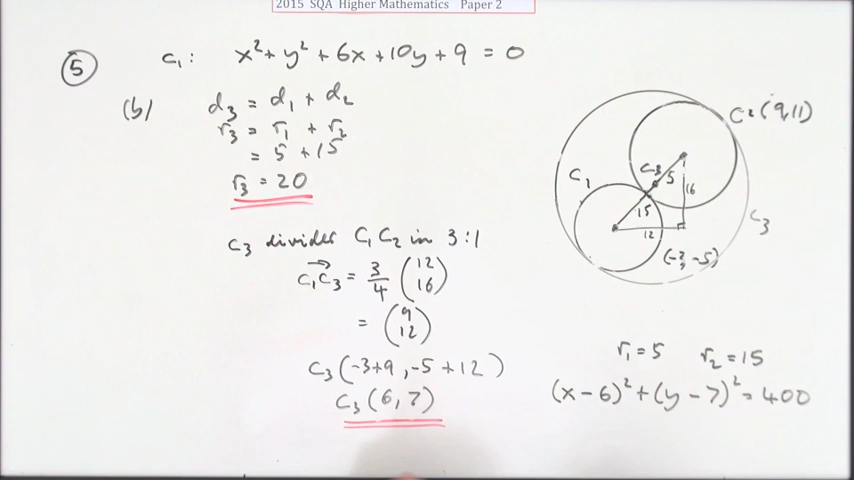 2015 SQA Higher Mathematics Paper 2
5
C₁: x² + y² + 6x + 10y + 9 = 0
(b) d₃ = d₁ + d₂
r₃ = r₁ + r₂
= 5 + 15
r₃ = 20
C₃ divides C₁C₂ in 3:1
C₁C₃ = 3/4 (12 16)
= (9 12)
C₃(-3+9, -5+12)
C₃(6, 7)
C₂(9,11)
C₃
5
C₁
16
15
C₃
12
(-3, -5)
r₁ = 5 r₂ = 15
(x - 6)² + (y - 7)² = 400